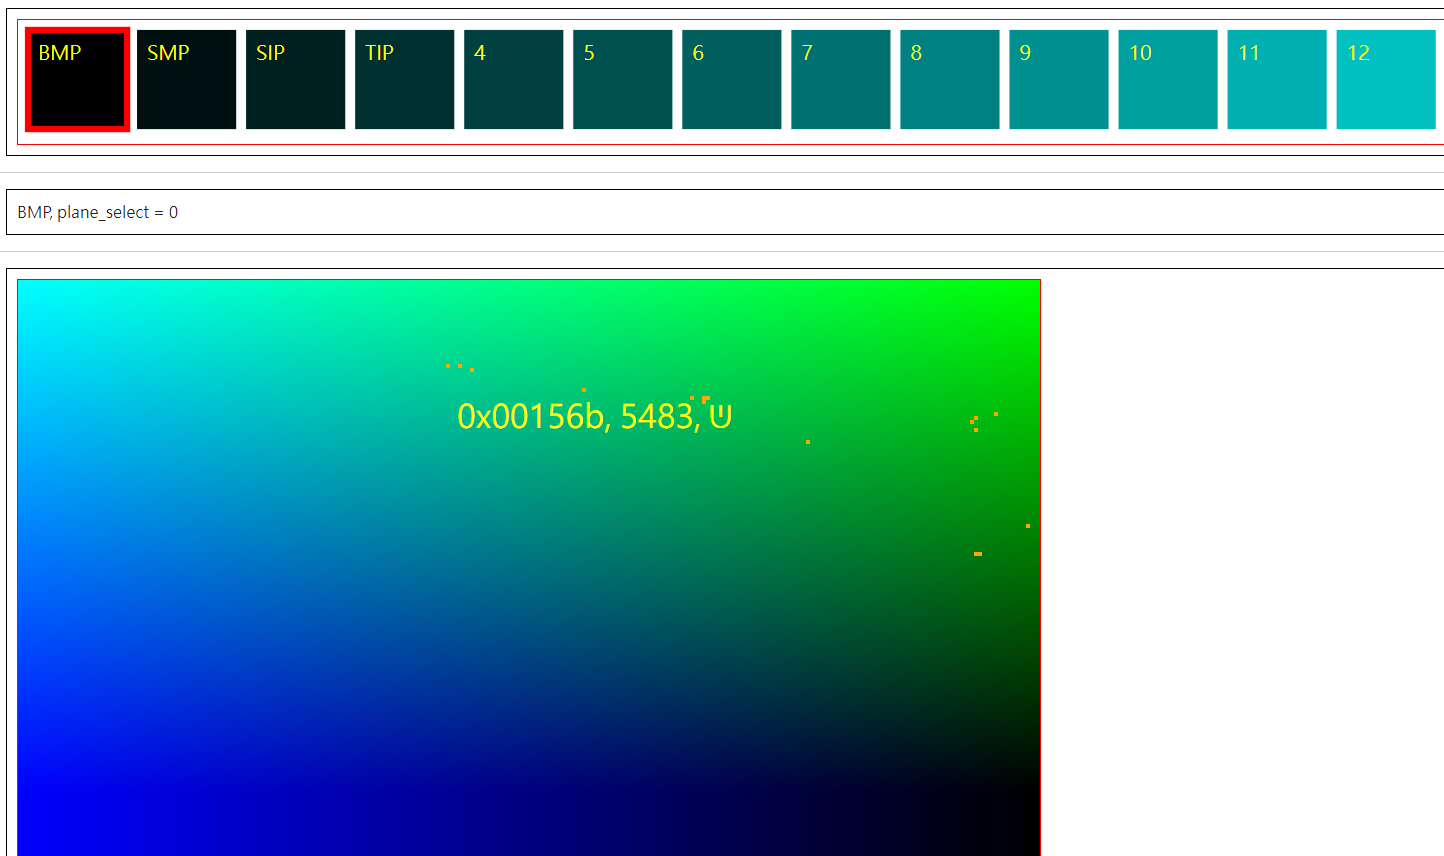 BMP SMP SIP TIP 4 5 6 7 8 9 10 11 12
BMP, plane_select = 0
0x00156b, 5483, ᕫ